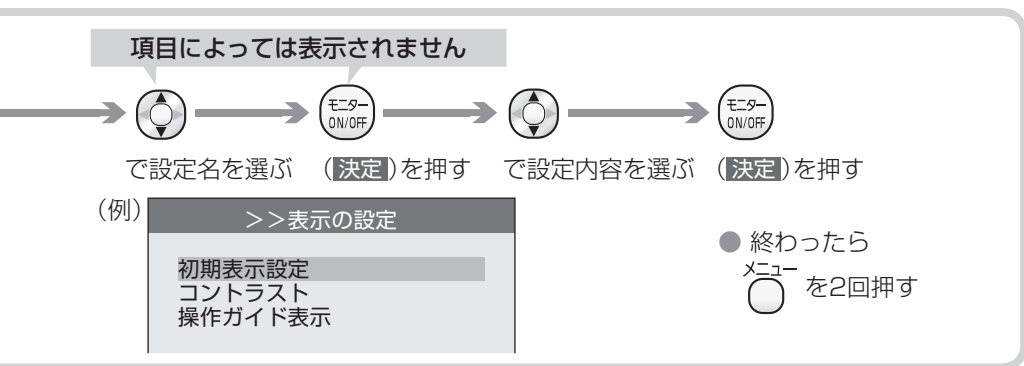 項目によっては表示されません
モニター
ON/OFF
モニター
ON/OFF
で設定名を選ぶ (決定)を押す で設定内容を選ぶ (決定)を押す
(例)
>>表示の設定
初期表示設定
コントラスト
操作ガイド表示
● 終わったら
メニュー
を2回押す